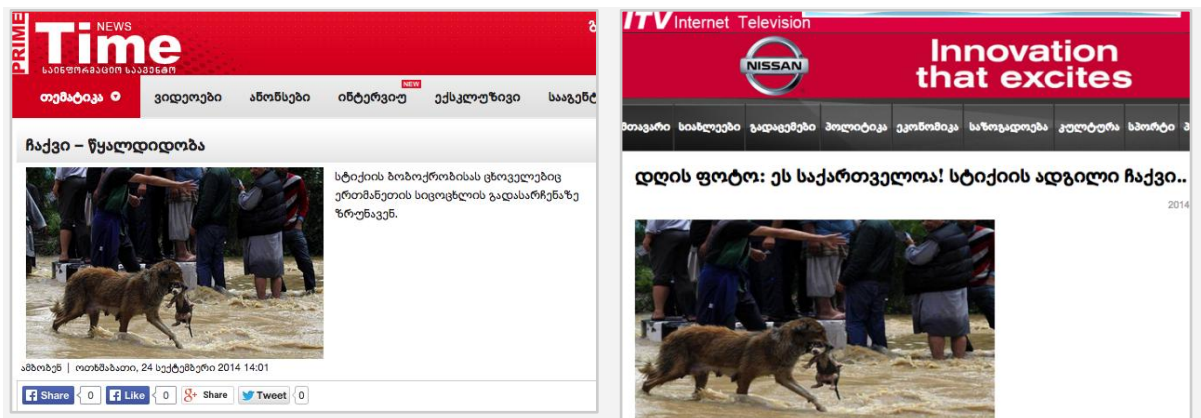 PRIME
NEWS
Time
საინფორმაციო სააგენტო
თემატიკა
ვიდეოები
ანონსები
ინტერვიუ
NEW
ექსკლუზივი
ჩაქვი – წყალდიდობა
სტიქიის ბობოქრობისას ცხოველებიც
ერთმანეთის სიცოცხლის გადასარჩენაზე
ზრუნავენ.
ამბობენ | ოთხშაბათი, 24 სექტემბერი 2014 14:01
Share 0 Like 0 g+ Share Tweet 0
ITV Internet Television
NISSAN
Innovation
that excites
მთავარი სიახლეები გადაცემები პოლიტიკა ეკონომიკა საზოგადოება კულტურა სპორტი
დღის ფოტო: ეს საქართველოა! სტიქიის ადგილი ჩაქვი..
2014